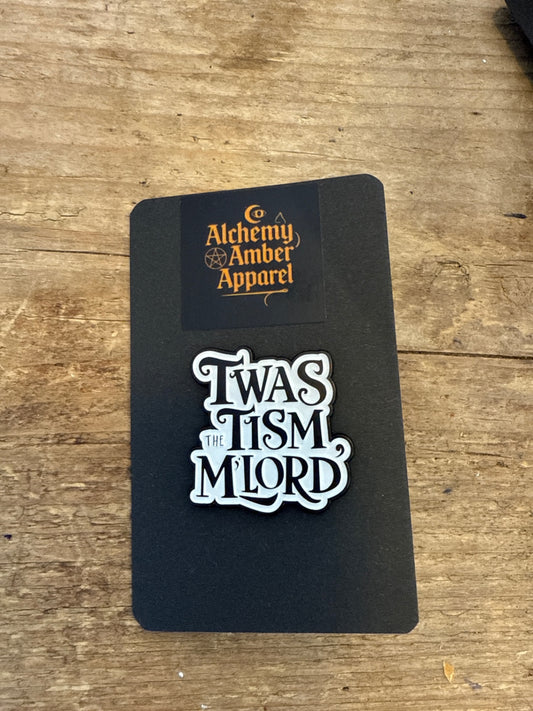 Alchemy
Amber
Apparel
TWAS
THE TISM,
M'LORD